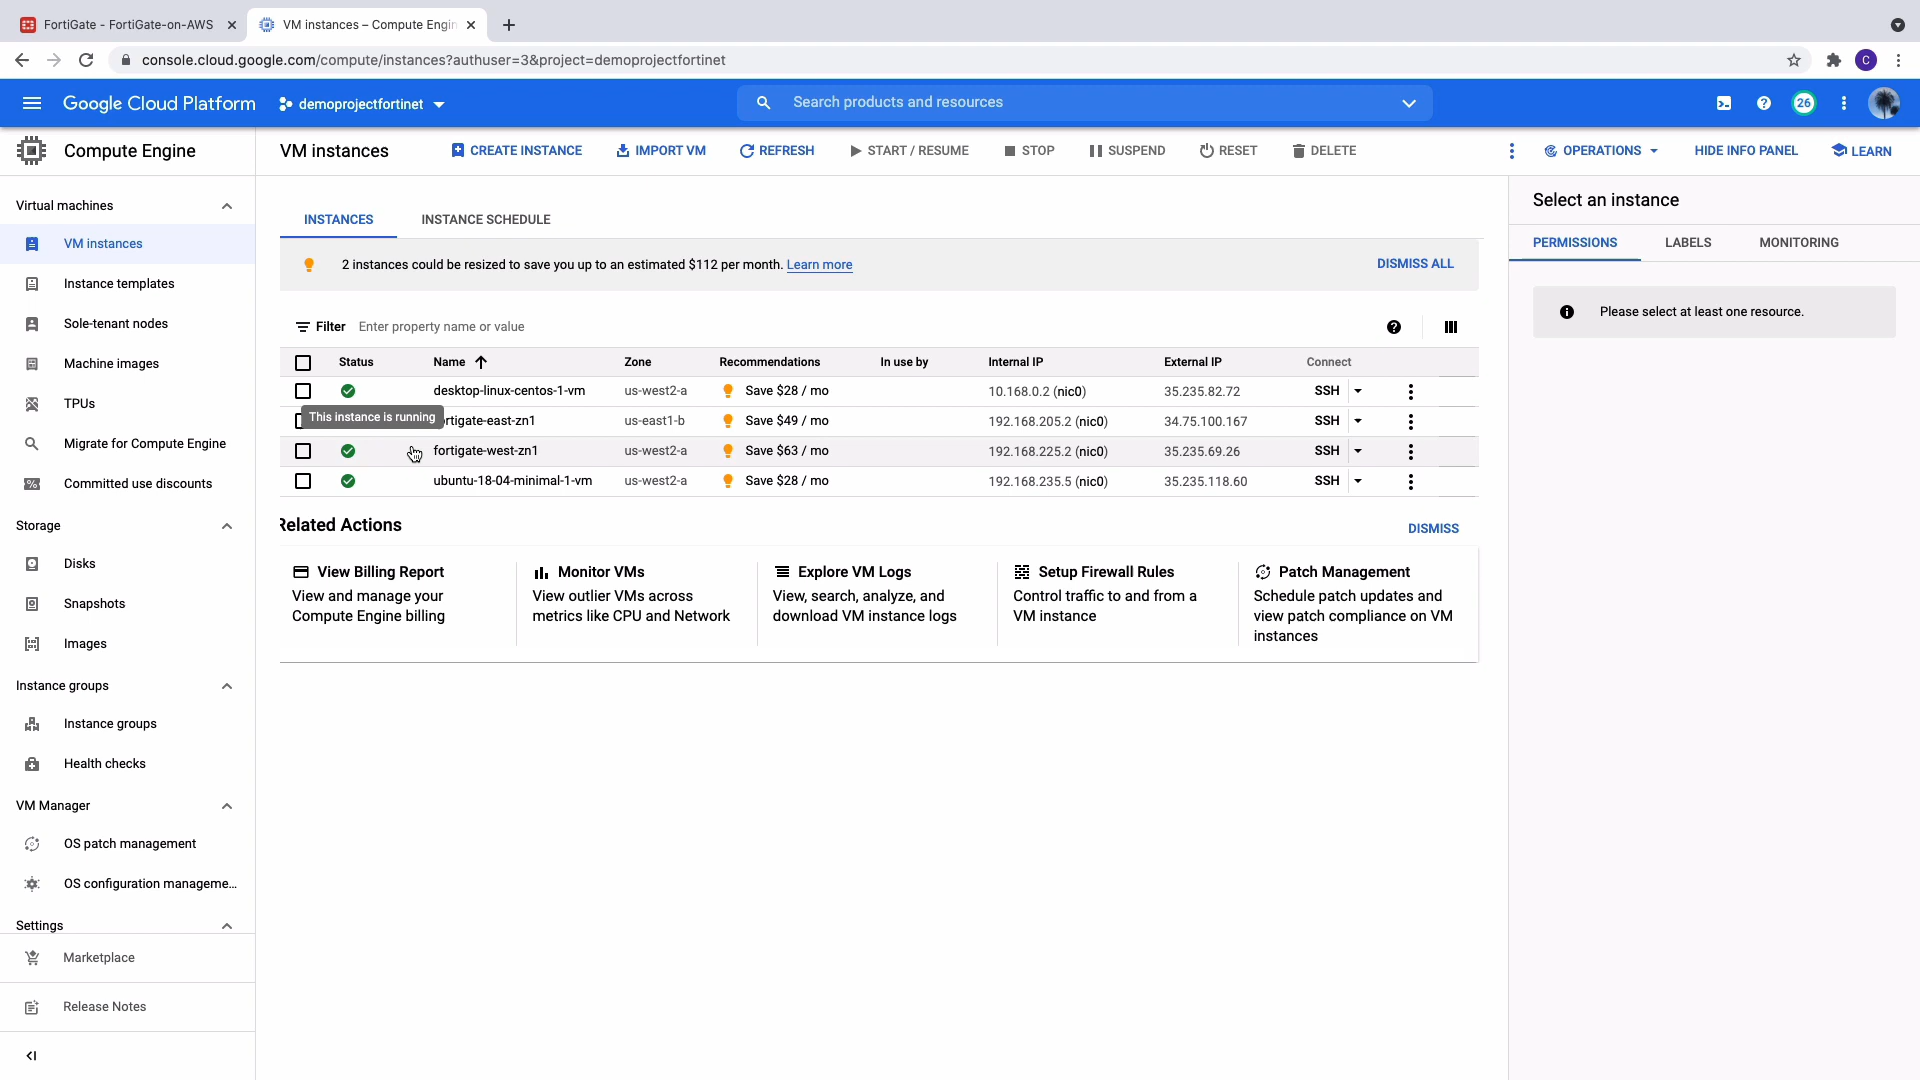 FortiGate - FortiGate-on-AWS
VM instances – Compute Engin
console.cloud.google.com/compute/instances?authuser=3&project=demoprojectfortinet
C
Google Cloud Platform
demoprojectfortinet
Search products and resources
26
Compute Engine
VM instances
CREATE INSTANCE
IMPORT VM
REFRESH
START / RESUME
STOP
SUSPEND
RESET
DELETE
OPERATIONS
HIDE INFO PANEL
LEARN
Virtual machines
VM instances
Instance templates
Sole-tenant nodes
Machine images
TPUs
Migrate for Compute Engine
Committed use discounts
Storage
Disks
Snapshots
Images
Instance groups
Instance groups
Health checks
VM Manager
OS patch management
OS configuration manageme...
Settings
Marketplace
Release Notes
INSTANCES
INSTANCE SCHEDULE
2 instances could be resized to save you up to an estimated $112 per month. Learn more
DISMISS ALL
Filter Enter property name or value
Status Name Zone Recommendations In use by Internal IP External IP Connect
desktop-linux-centos-1-vm us-west2-a Save $28 / mo 10.168.0.2 (nic0) 35.235.82.72 SSH
This instance is running
rtigate-east-zn1 us-east1-b Save $49 / mo 192.168.205.2 (nic0) 34.75.100.167 SSH
fortigate-west-zn1 us-west2-a Save $63 / mo 192.168.225.2 (nic0) 35.235.69.26 SSH
ubuntu-18-04-minimal-1-vm us-west2-a Save $28 / mo 192.168.235.5 (nic0) 35.235.118.60 SSH
Related Actions
DISMISS
View Billing Report
View and manage your
Compute Engine billing
Monitor VMs
View outlier VMs across
metrics like CPU and Network
Explore VM Logs
View, search, analyze, and
download VM instance logs
Setup Firewall Rules
Control traffic to and from a
VM instance
Patch Management
Schedule patch updates and
view patch compliance on VM
instances
Select an instance
PERMISSIONS
LABELS
MONITORING
Please select at least one resource.